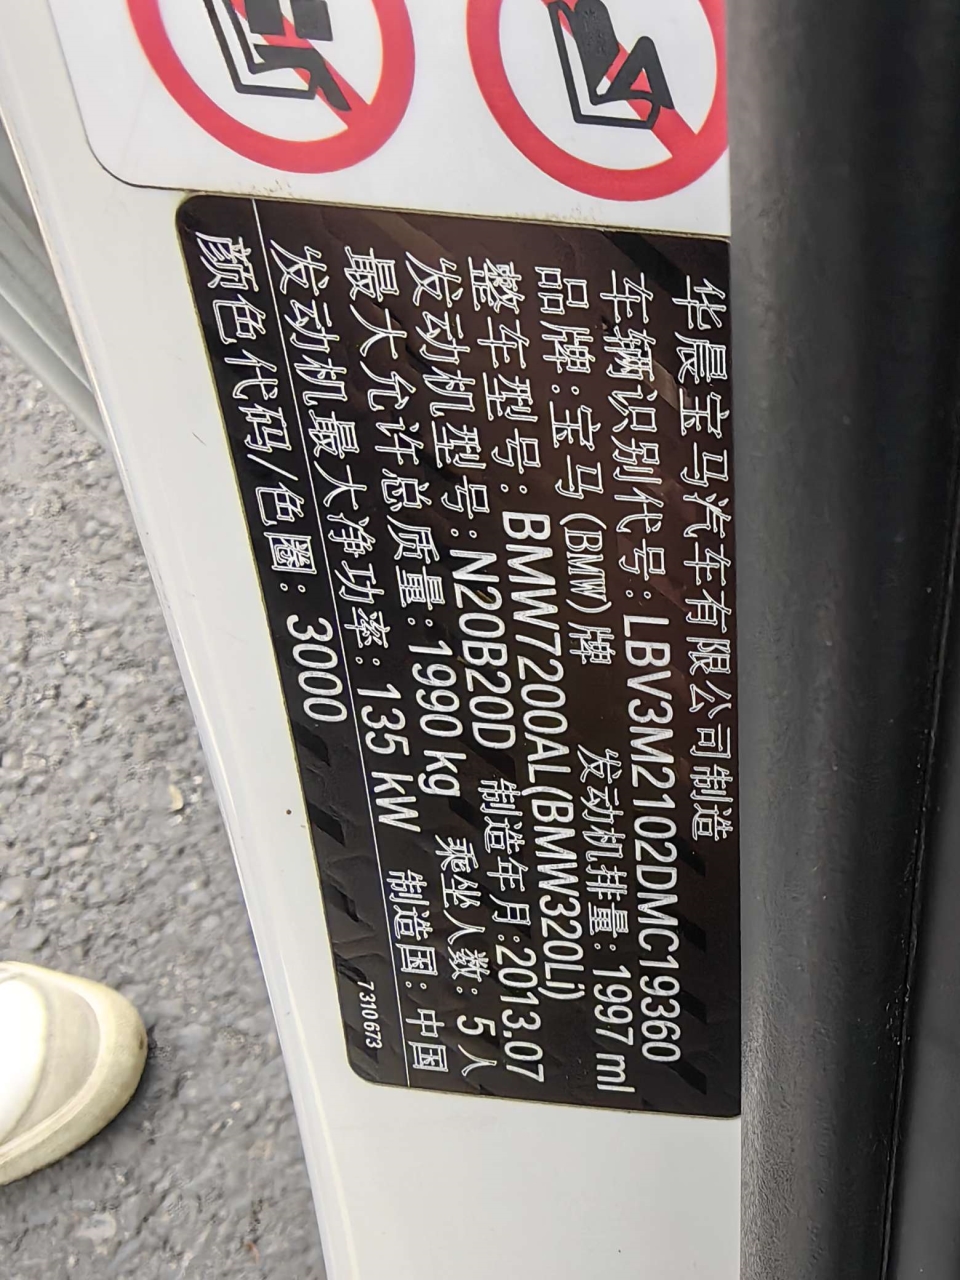 华晨宝马汽车有限公司制造
车辆识别代号:LBV3M2102DMC19360
品牌:宝马(BMW)牌 发动机排量:1997 ml
整车型号:BMW7200AL(BMW320Li)
发动机型号:N20B20D 制造年月:2013.07
最大允许总质量:1990 kg 乘坐人数:5人
发动机最大净功率:135 kW 制造国:中国
颜色代码/色圈:3000 7310673